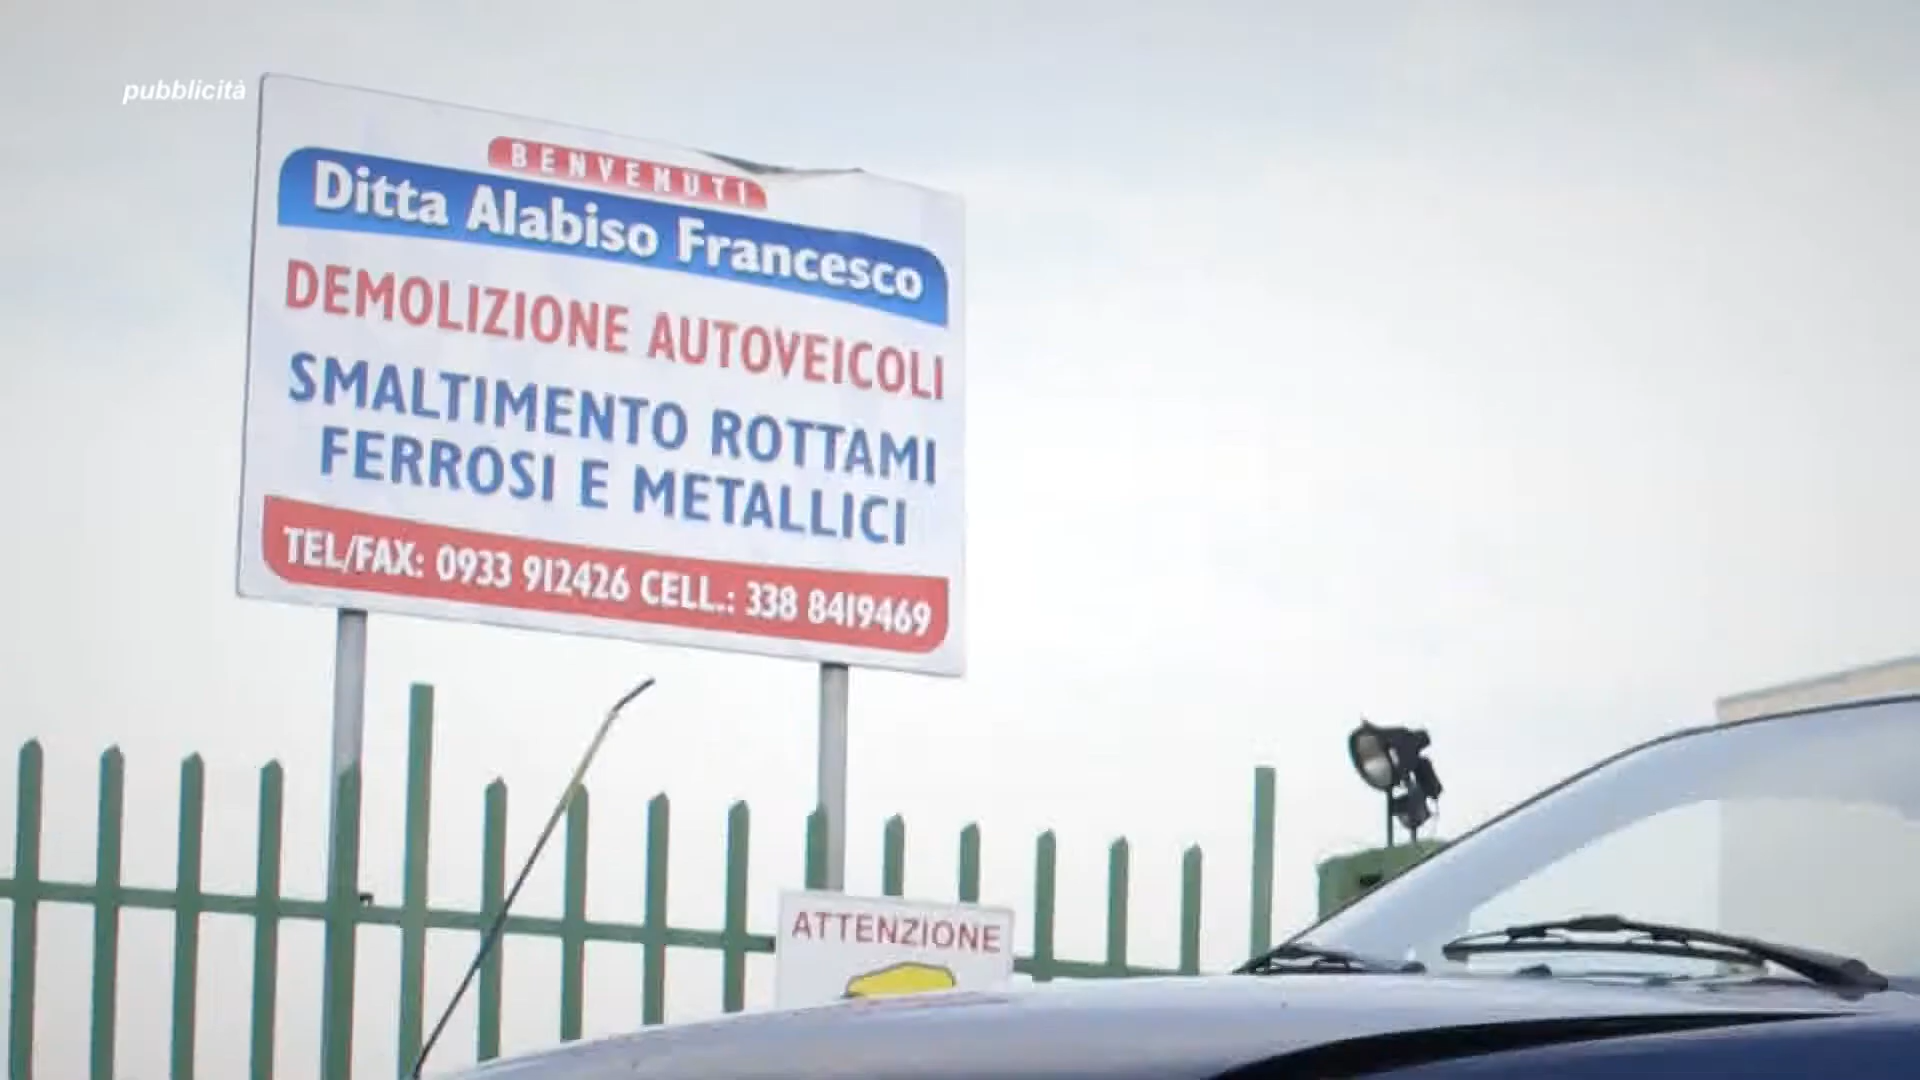 pubblicità
BENVENUTI
Ditta Alabiso Francesco
DEMOLIZIONE AUTOVEICOLI
SMALTIMENTO ROTTAMI
FERROSI E METALLICI
TEL/FAX: 0933 912426 CELL.: 338 8419469
ATTENZIONE